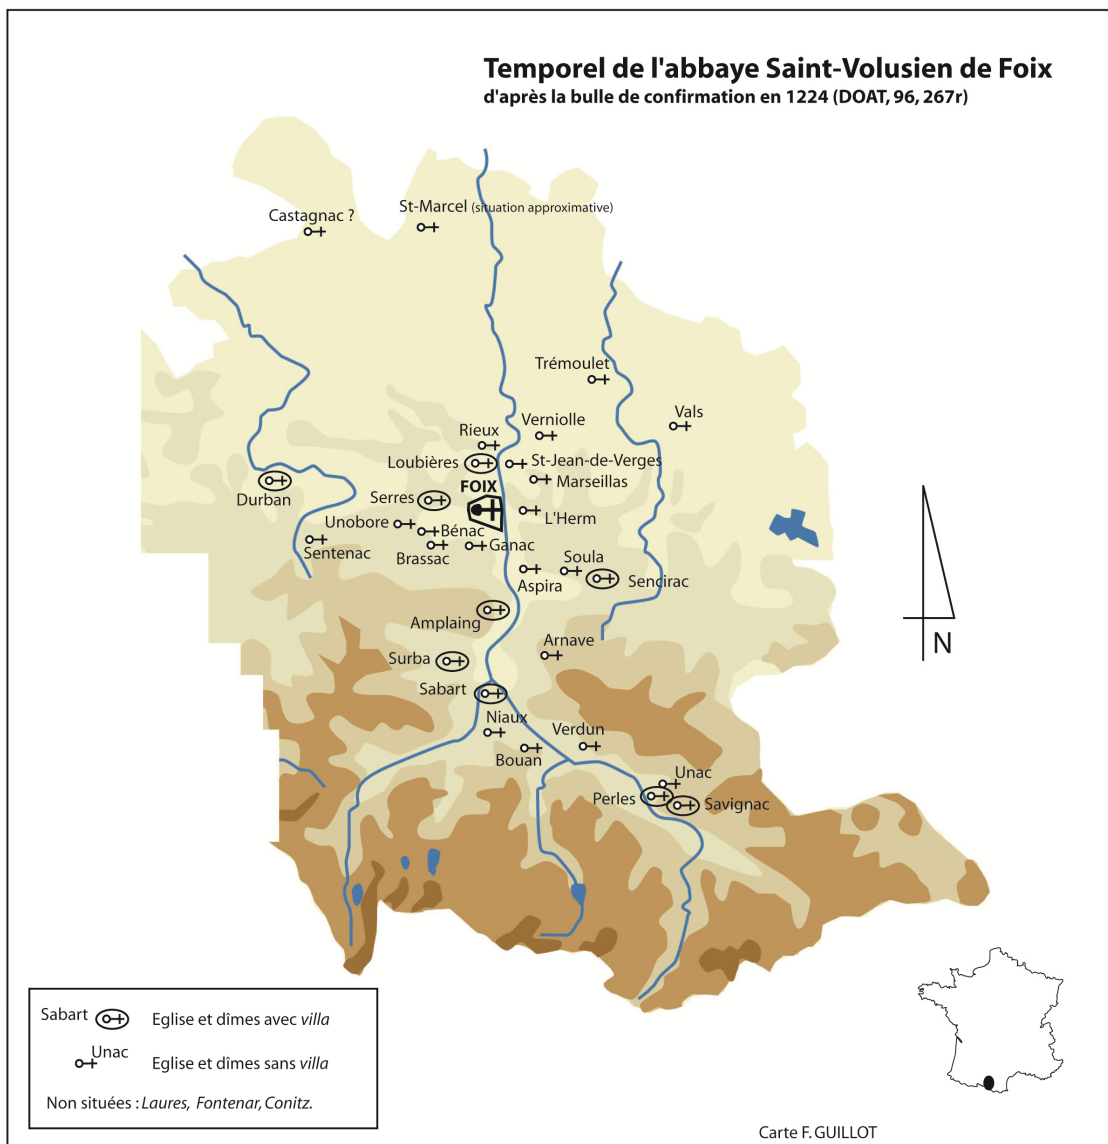 Temporel de l'abbaye Saint-Volusien de Foix
d'après la bulle de confirmation en 1224 (DOAT, 96, 267r)
St-Marcel (situation approximative)
Castagnac ?
Trémoulet
Vals
Verniolle
Rieux
Loubières
St-Jean-de-Verges
Marseillas
FOIX
Durban
Serres
L'Herm
Unobore
Bénac
Sentenac
Brassac
Ganac
Soula
Aspira
Sencirac
Amplaing
Arnave
Surba
Sabart
Niaux
Verdun
Bouan
Unac
Perles
Savignac
N
Sabart
Eglise et dîmes avec villa
Unac
Eglise et dîmes sans villa
Non situées : Laures, Fontenar, Conitz.
Carte F. GUILLOT